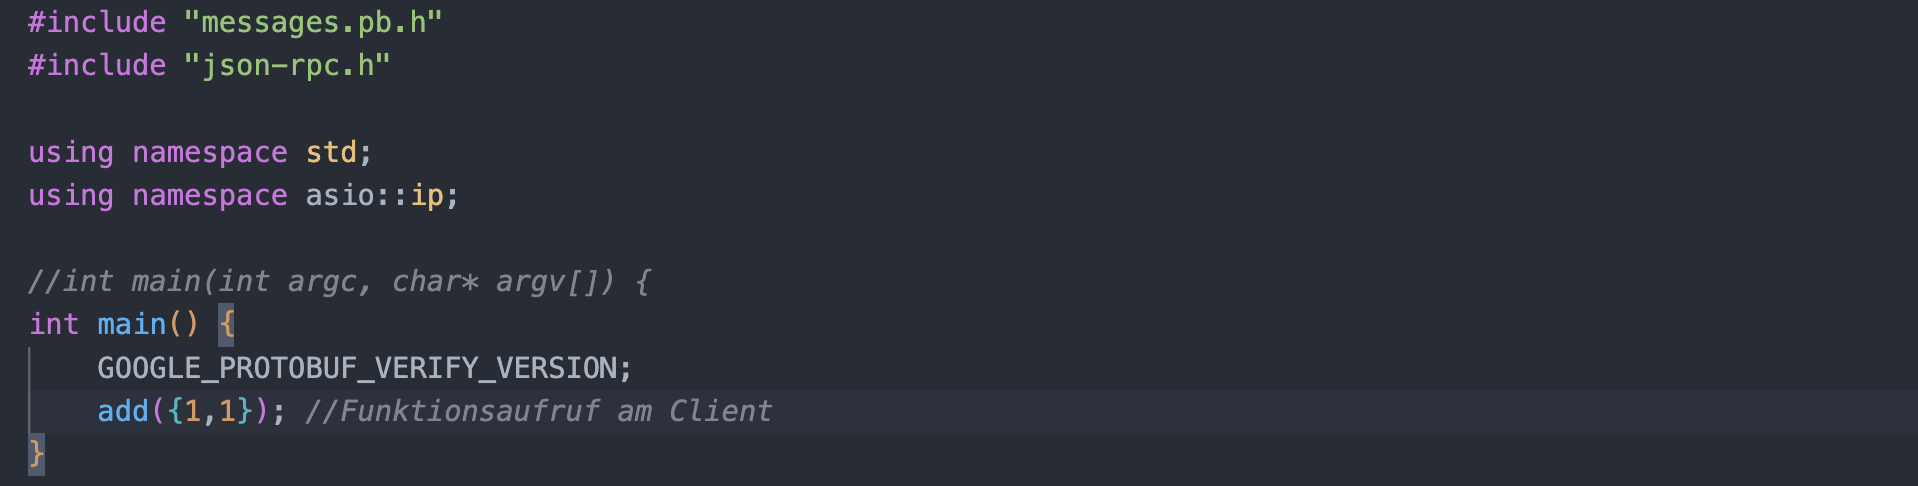 #include "messages.pb.h"
#include "json-rpc.h"
using namespace std;
using namespace asio::ip;
//int main(int argc, char* argv[]) {
int main() {
    GOOGLE_PROTOBUF_VERIFY_VERSION;
    add({1,1}); //Funktionsaufruf am Client
}